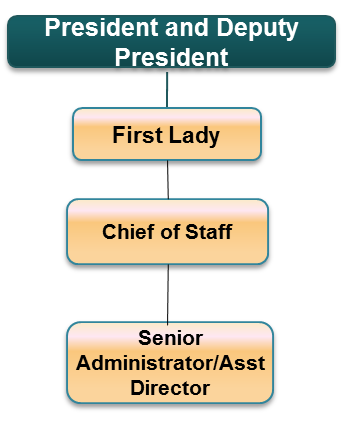 President and Deputy
President
First Lady
Chief of Staff
Senior
Administrator/Asst
Director